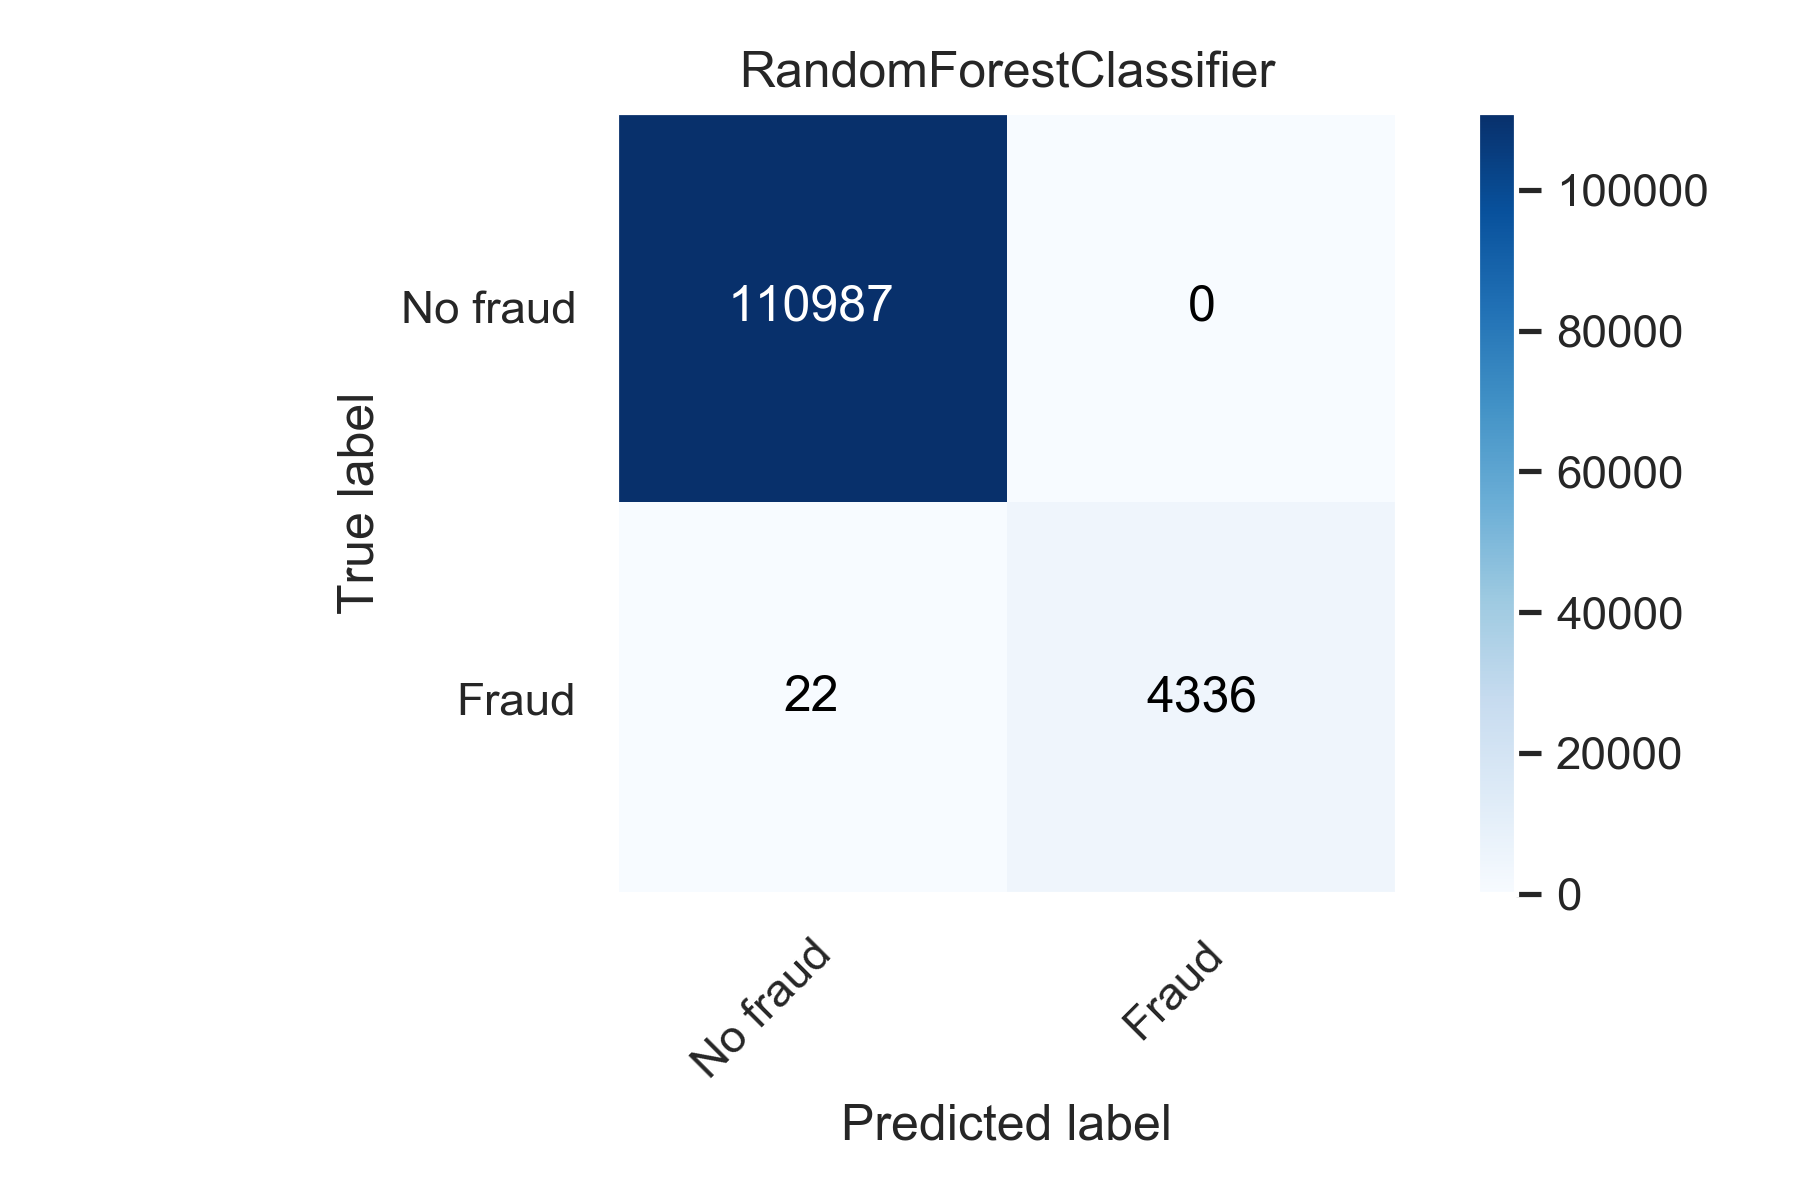 RandomForestClassifier
No fraud
110987
0
Fraud
22
4336
True label
No fraud
Fraud
Predicted label
100000
80000
60000
40000
20000
0